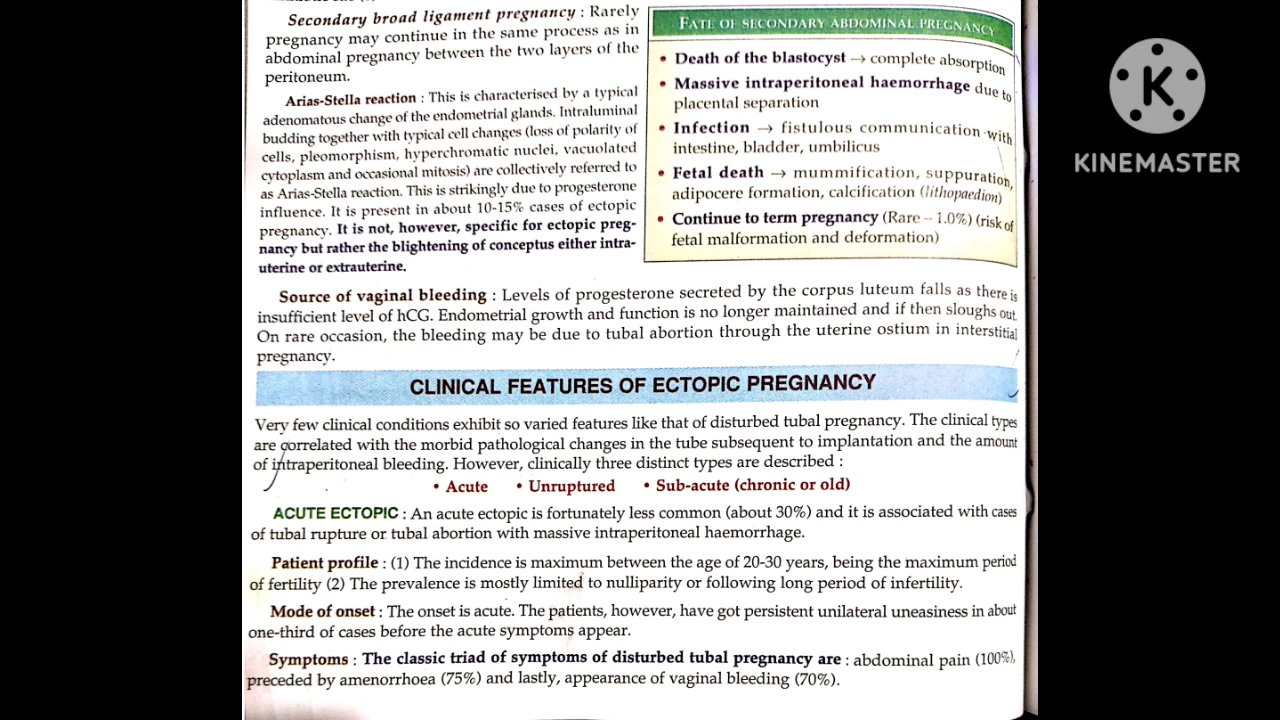 Secondary broad ligament pregnancy : Rarely
pregnancy may continue in the same process as in
abdominal pregnancy between the two layers of the
peritoneum.
Arias-Stella reaction : This is characterised by a typical
adenomatous change of the endometrial glands. Intraluminal
budding together with typical cell changes (loss of polarity of
cells, pleomorphism, hyperchromatic nuclei, vacuolated
cytoplasm and occasional mitosis) are collectively referred to
as Arias-Stella reaction. This is strikingly due to progesterone
influence. It is present in about 10-15% cases of ectopic
pregnancy. It is not, however, specific for ectopic preg-
nancy but rather the blightening of conceptus either intra-
uterine or extrauterine.
FATE OF SECONDARY ABDOMINAL PREGNANCY
• Death of the blastocyst → complete absorption
• Massive intraperitoneal haemorrhage due to
placental separation
• Infection → fistulous communication with
intestine, bladder, umbilicus
• Fetal death → mummification, suppuration,
adipocere formation, calcification (lithopaedion)
• Continue to term pregnancy (Rare – 1.0%) (risk of
fetal malformation and deformation)
Source of vaginal bleeding : Levels of progesterone secreted by the corpus luteum falls as there is
insufficient level of hCG. Endometrial growth and function is no longer maintained and if then sloughs out.
On rare occasion, the bleeding may be due to tubal abortion through the uterine ostium in interstitial
pregnancy.
CLINICAL FEATURES OF ECTOPIC PREGNANCY
Very few clinical conditions exhibit so varied features like that of disturbed tubal pregnancy. The clinical types
are correlated with the morbid pathological changes in the tube subsequent to implantation and the amount
of intraperitoneal bleeding. However, clinically three distinct types are described :
• Acute • Unruptured • Sub-acute (chronic or old)
ACUTE ECTOPIC : An acute ectopic is fortunately less common (about 30%) and it is associated with cases
of tubal rupture or tubal abortion with massive intraperitoneal haemorrhage.
Patient profile : (1) The incidence is maximum between the age of 20-30 years, being the maximum period
of fertility (2) The prevalence is mostly limited to nulliparity or following long period of infertility.
Mode of onset : The onset is acute. The patients, however, have got persistent unilateral uneasiness in about
one-third of cases before the acute symptoms appear.
Symptoms : The classic triad of symptoms of disturbed tubal pregnancy are : abdominal pain (100%),
preceded by amenorrhoea (75%) and lastly, appearance of vaginal bleeding (70%).
K
KINEMASTER